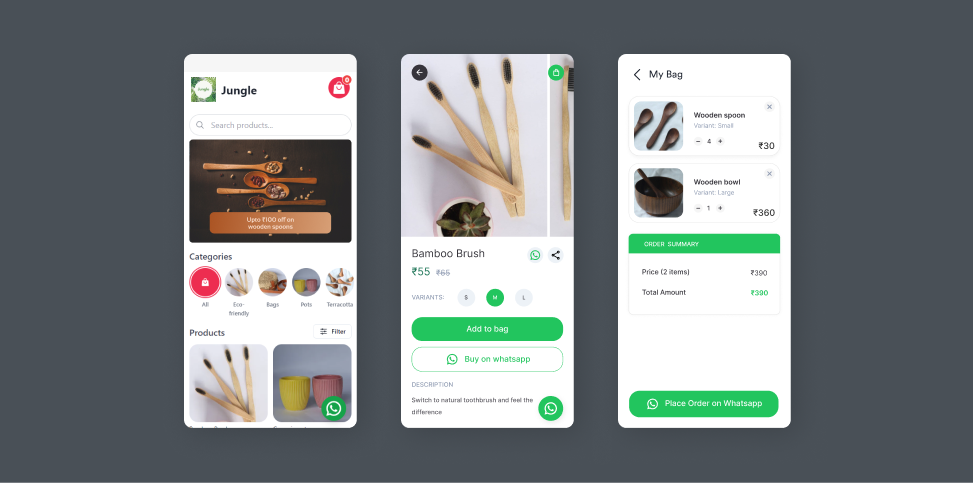 Jungle
Jungle
0
Search products...
Upto ₹100 off on
wooden spoons
Categories
All
Eco-
friendly
Bags
Pots
Terracotta
Products
Filter
Bamboo Brush
₹55 ₹65
VARIANTS:
S
M
L
Add to bag
Buy on whatsapp
DESCRIPTION
Switch to natural toothbrush and feel the
difference
My Bag
Wooden spoon
Variant: Small
− 4 +
₹30
Wooden bowl
Variant: Large
− 1 +
₹360
ORDER SUMMARY
Price (2 items) ₹390
Total Amount ₹390
Place Order on Whatsapp